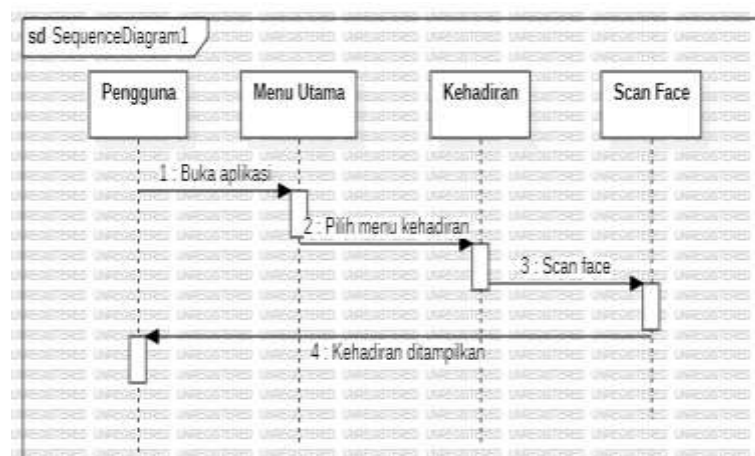 sd SequenceDiagram1
Pengguna
Menu Utama
Kehadiran
Scan Face
1 : Buka aplikasi
2 : Pilih menu kehadiran
3 : Scan face
4 : Kehadiran ditampilkan
UNREGISTERED